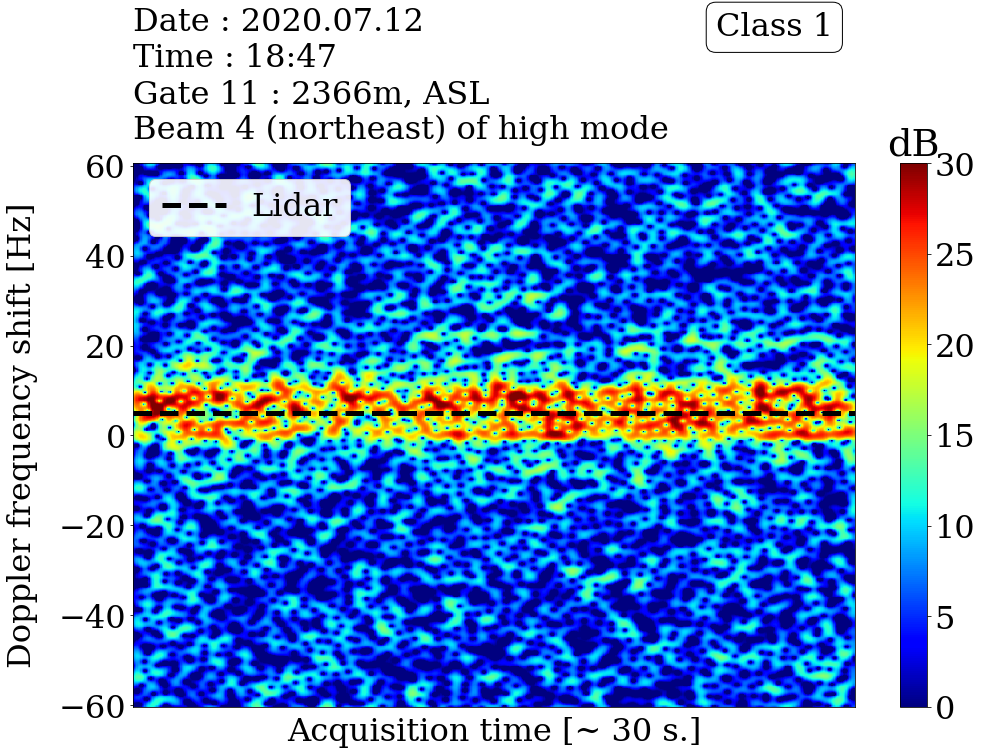 Date : 2020.07.12
Time : 18:47
Gate 11 : 2366m, ASL
Beam 4 (northeast) of high mode
Class 1
dB
Lidar
Doppler frequency shift [Hz]
60
40
20
0
−20
−40
−60
30
25
20
15
10
5
0
Acquisition time [~ 30 s.]